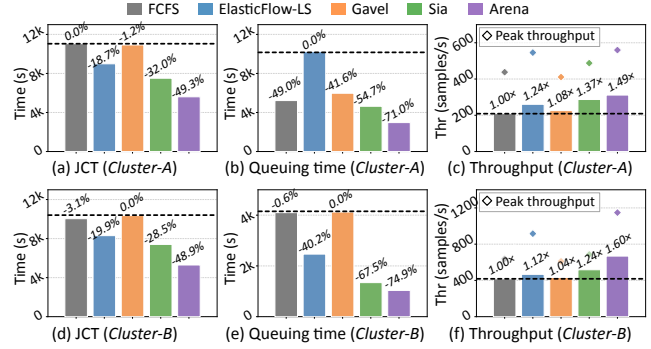 FCFS ElasticFlow-LS Gavel Sia Arena
12k
8k
4k
0
Time (s)
0.0%
-18.7%
-1.2%
-32.0%
-49.3%
(a) JCT (Cluster-A)
12k
8k
4k
0
Time (s)
-49.0%
0.0%
-41.6%
-54.7%
-71.0%
(b) Queuing time (Cluster-A)
600
400
200
0
Thr (samples/s)
Peak throughput
1.00×
1.24×
1.08×
1.37×
1.49×
(c) Throughput (Cluster-A)
12k
8k
4k
0
Time (s)
-3.1%
-19.9%
0.0%
-28.5%
-48.9%
(d) JCT (Cluster-B)
4k
2k
0
Time (s)
-0.6%
-40.2%
0.0%
-67.5%
-74.9%
(e) Queuing time (Cluster-B)
1200
800
400
0
Thr (samples/s)
Peak throughput
1.00×
1.12×
1.04×
1.24×
1.60×
(f) Throughput (Cluster-B)